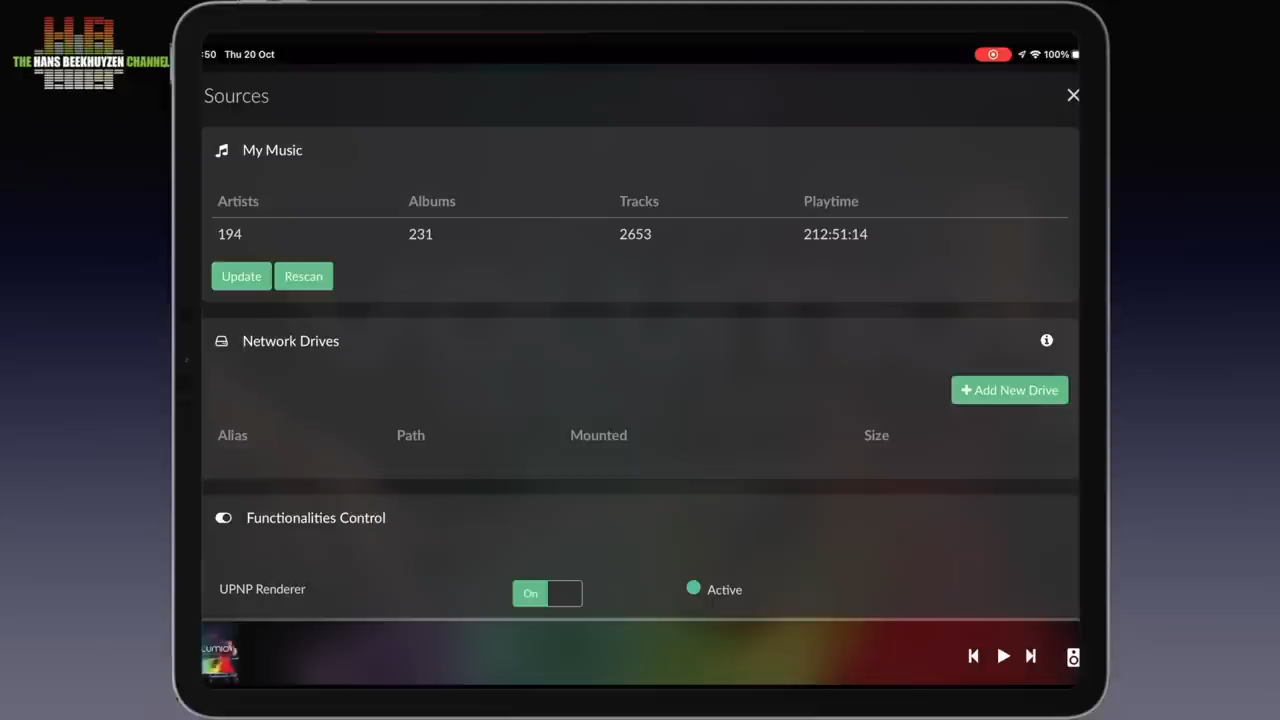 THE HANS BEEKHUYZEN CHANNEL
:50 Thu 20 Oct
100%
Sources
My Music
Artists Albums Tracks Playtime
194 231 2653 212:51:14
Update Rescan
Network Drives
+ Add New Drive
Alias Path Mounted Size
Functionalities Control
UPNP Renderer On Active